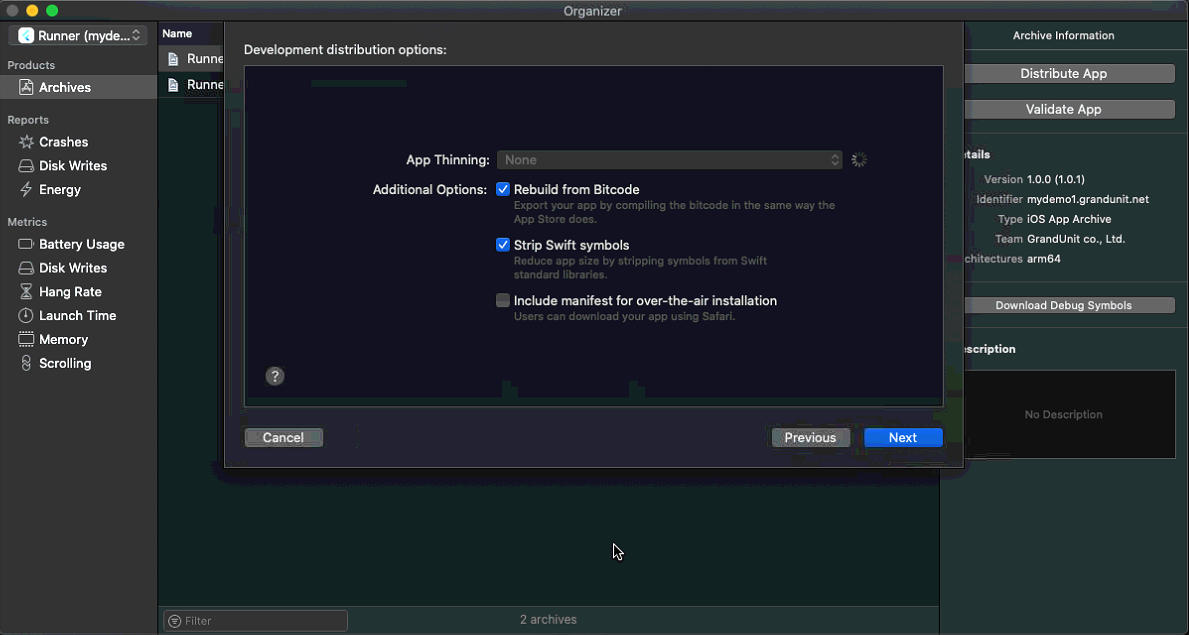 Organizer
Runner (myde...
Products
Archives
Reports
Crashes
Disk Writes
Energy
Metrics
Battery Usage
Disk Writes
Hang Rate
Launch Time
Memory
Scrolling
Name
Runne
Runne
Development distribution options:
App Thinning: None
Additional Options: Rebuild from Bitcode
Export your app by compiling the bitcode in the same way the
App Store does.
Strip Swift symbols
Reduce app size by stripping symbols from Swift
standard libraries.
Include manifest for over-the-air installation
Users can download your app using Safari.
?
Cancel
Previous
Next
Filter
2 archives
Archive Information
Distribute App
Validate App
etails
Version 1.0.0 (1.0.1)
Identifier mydemo1.grandunit.net
Type iOS App Archive
Team GrandUnit co., Ltd.
chitectures arm64
Download Debug Symbols
escription
No Description